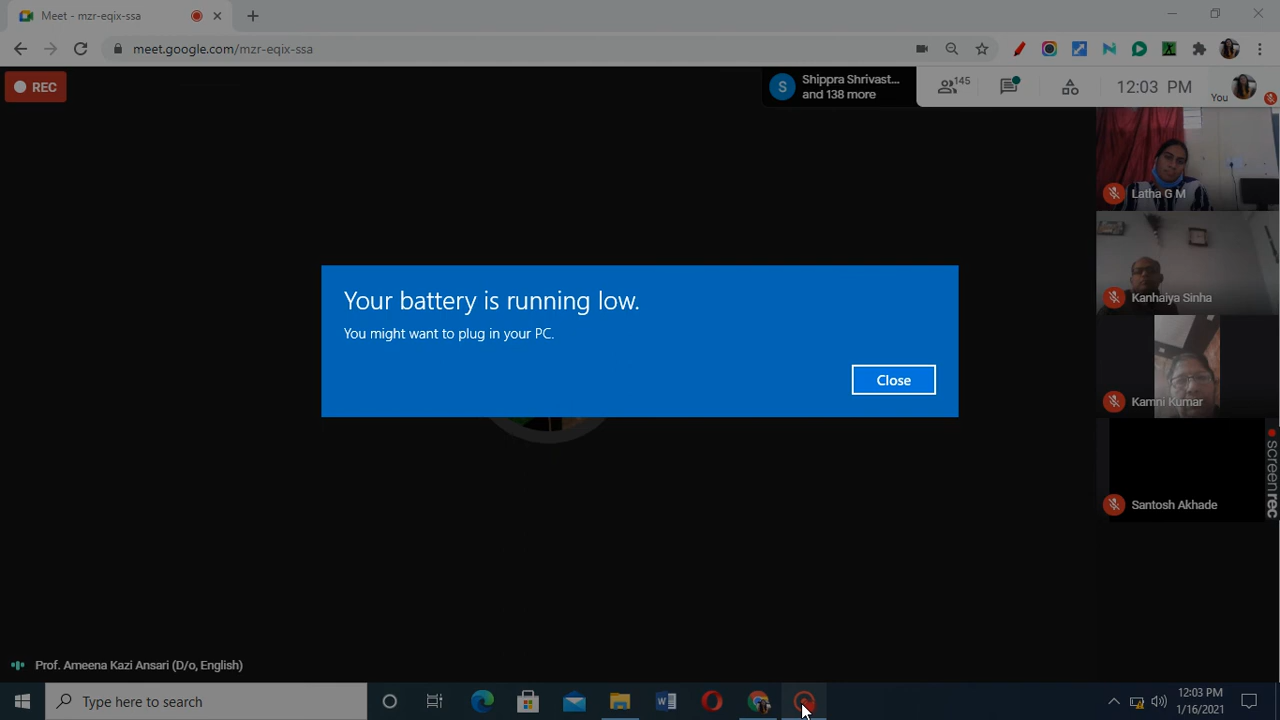 Meet - mzr-eqix-ssa
meet.google.com/mzr-eqix-ssa
REC
S
Shippra Shrivast...
and 138 more
145
12:03 PM
You
Latha G M
Kanhaiya Sinha
Kamni Kumar
Santosh Akhade
screenrec
Your battery is running low.
You might want to plug in your PC.
Close
Prof. Ameena Kazi Ansari (D/o, English)
Type here to search
12:03 PM
1/16/2021